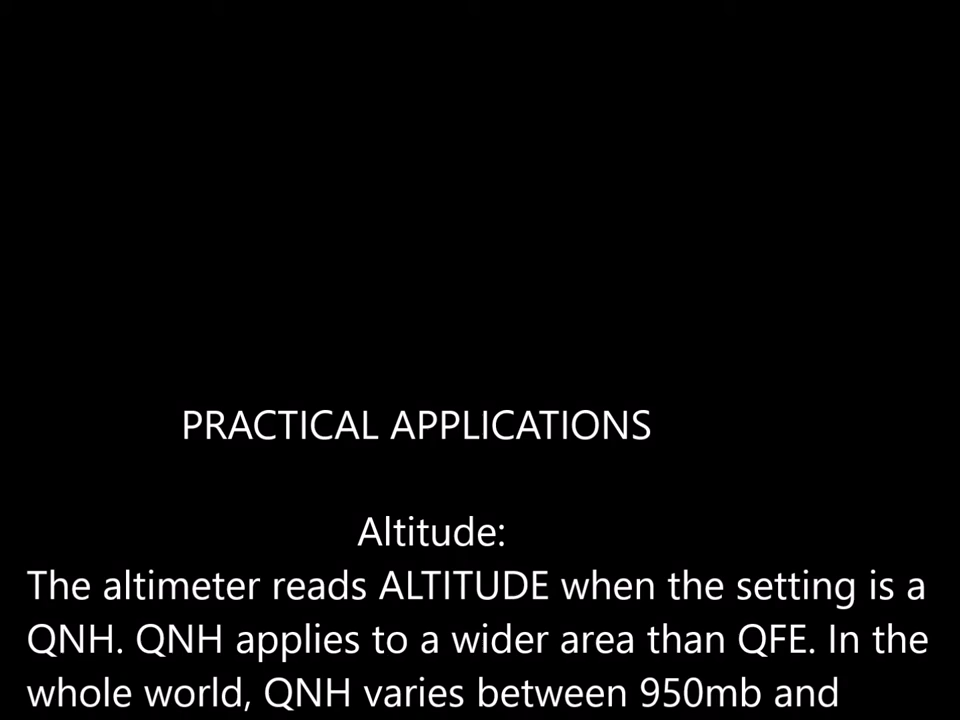 PRACTICAL APPLICATIONS
Altitude:
The altimeter reads ALTITUDE when the setting is a
QNH. QNH applies to a wider area than QFE. In the
whole world, QNH varies between 950mb and